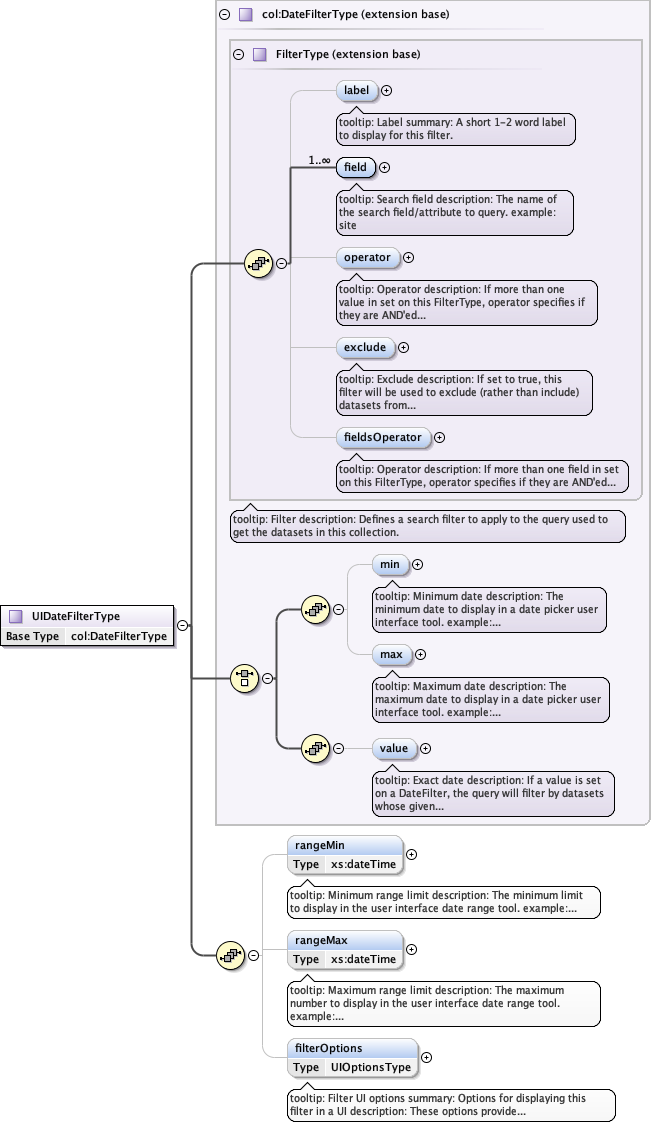 col:DateFilterType (extension base)
FilterType (extension base)
label
tooltip: Label summary: A short 1-2 word label
to display for this filter.
1..∞
field
tooltip: Search field description: The name of
the search field/attribute to query. example:
site
operator
tooltip: Operator description: If more than one
value in set on this FilterType, operator specifies if
they are AND'ed...
exclude
tooltip: Exclude description: If set to true, this
filter will be used to exclude (rather than include)
datasets from...
fieldsOperator
tooltip: Operator description: If more than one field in set
on this FilterType, operator specifies if they are AND'ed...
tooltip: Filter description: Defines a search filter to apply to the query used to
get the datasets in this collection.
min
tooltip: Minimum date description: The
minimum date to display in a date picker user
interface tool. example:...
UIDateFilterType
Base Type col:DateFilterType
max
tooltip: Maximum date description: The
maximum date to display in a date picker user
interface tool. example:...
value
tooltip: Exact date description: If a value is set
on a DateFilter, the query will filter by datasets
whose given...
rangeMin
Type xs:dateTime
tooltip: Minimum range limit description: The minimum limit
to display in the user interface date range tool. example:...
rangeMax
Type xs:dateTime
tooltip: Maximum range limit description: The maximum
number to display in the user interface date range tool.
example:...
filterOptions
Type UIOptionsType
tooltip: Filter UI options summary: Options for displaying this
filter in a UI description: These options provide...